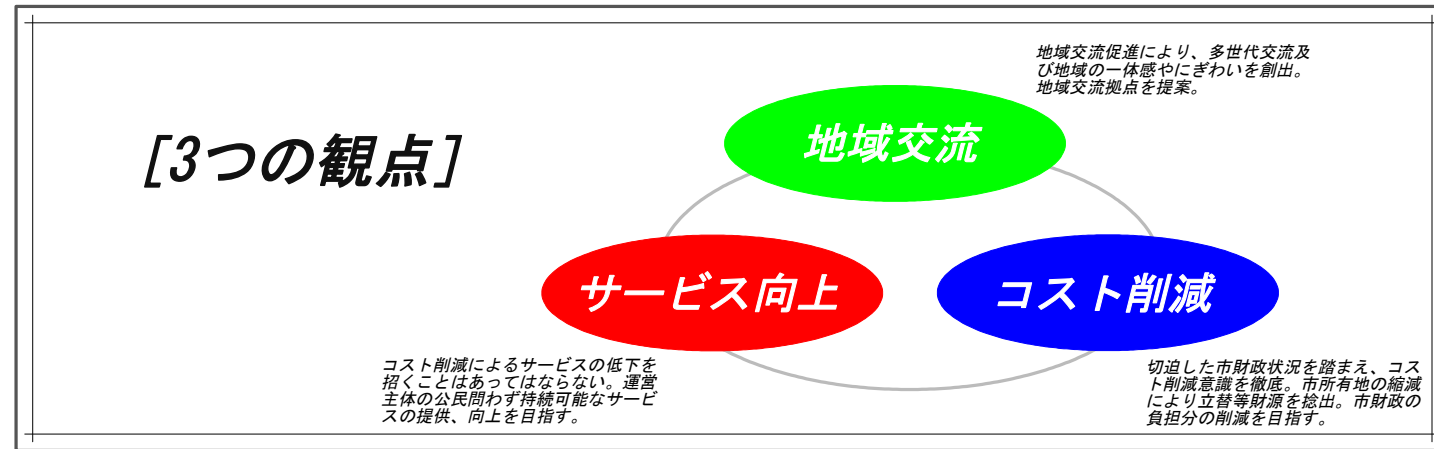 [3つの観点]
地域交流促進により、多世代交流及
び地域の一体感やにぎわいを創出。
地域交流拠点を提案。
地域交流
サービス向上
コスト削減
コスト削減によるサービスの低下を
招くことはあってはならない。運営
主体の公民問わず持続可能なサービ
スの提供、向上を目指す。
切迫した市財政状況を踏まえ、コス
ト削減意識を徹底。市所有地の縮減
により立替等財源を捻出。市財政の
負担分の削減を目指す。